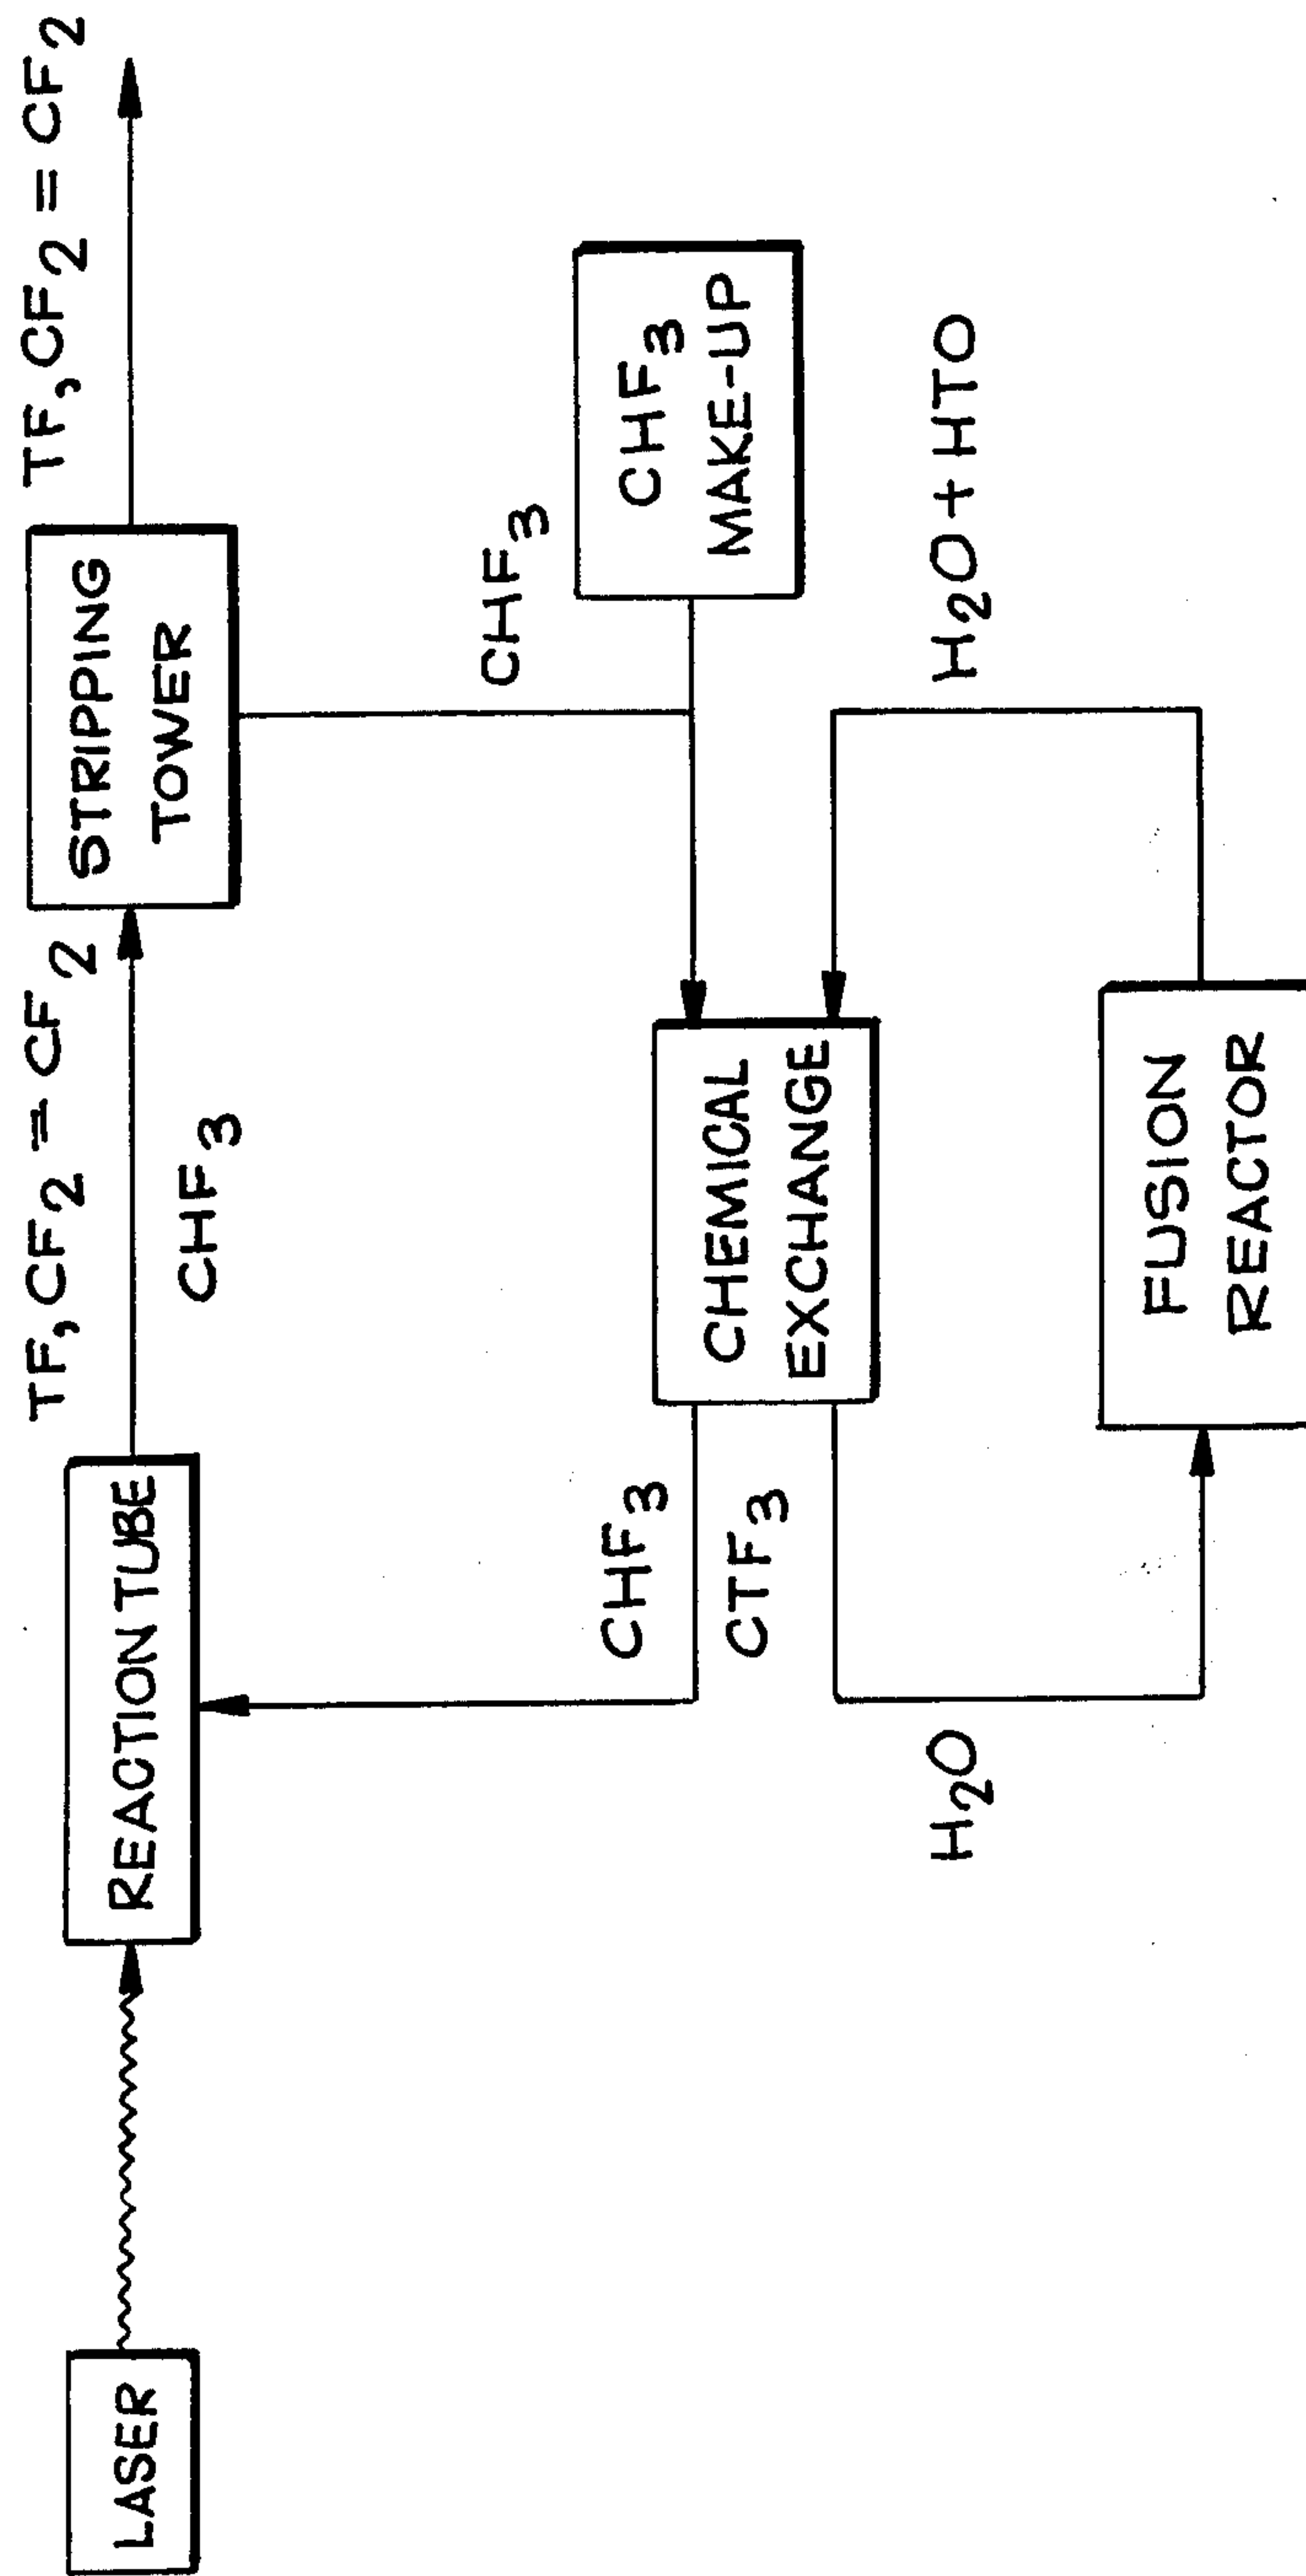 LASER
REACTION TUBE
TF, CF₂ = CF₂
CHF₃
STRIPPING
TOWER
TF, CF₂ = CF₂
CHF₃
CHF₃
MAKE-UP
CHF₃
CTF₃
CHEMICAL
EXCHANGE
H₂O
H₂O + HTO
FUSION
REACTOR